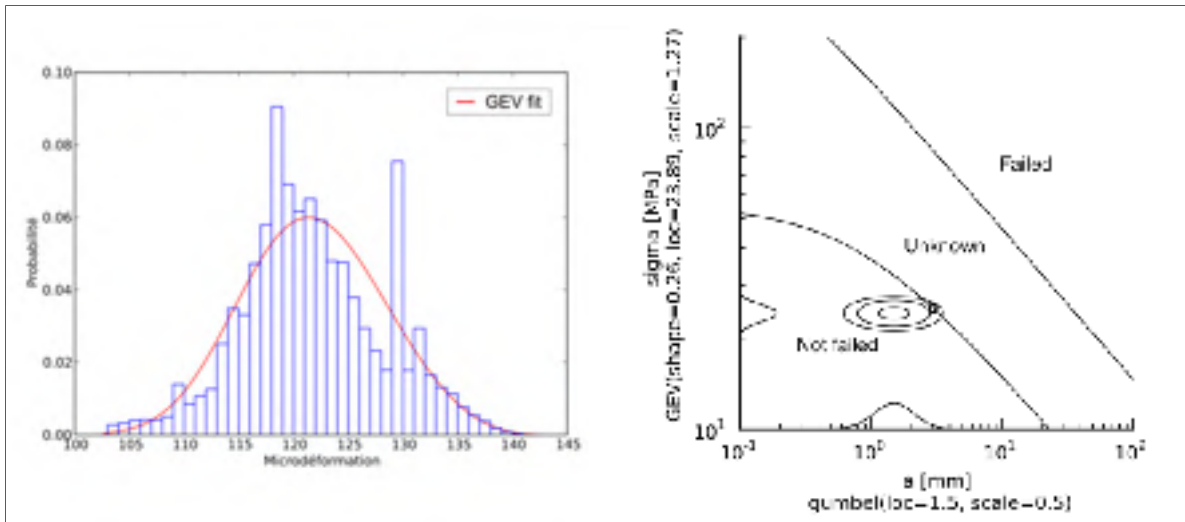 0.10
0.08
0.06
0.04
0.02
0.00
Probabilité
GEV fit
100 105 110 115 120 125 130 135 140 145
Microdéformation
sigma [MPa]
GEV(shape=0.26, loc=23.89, scale=1.27)
10²
10¹
Failed
Unknown
Not failed
10⁻¹ 10⁰ 10¹ 10²
a [mm]
gumbel(loc=1.5, scale=0.5)